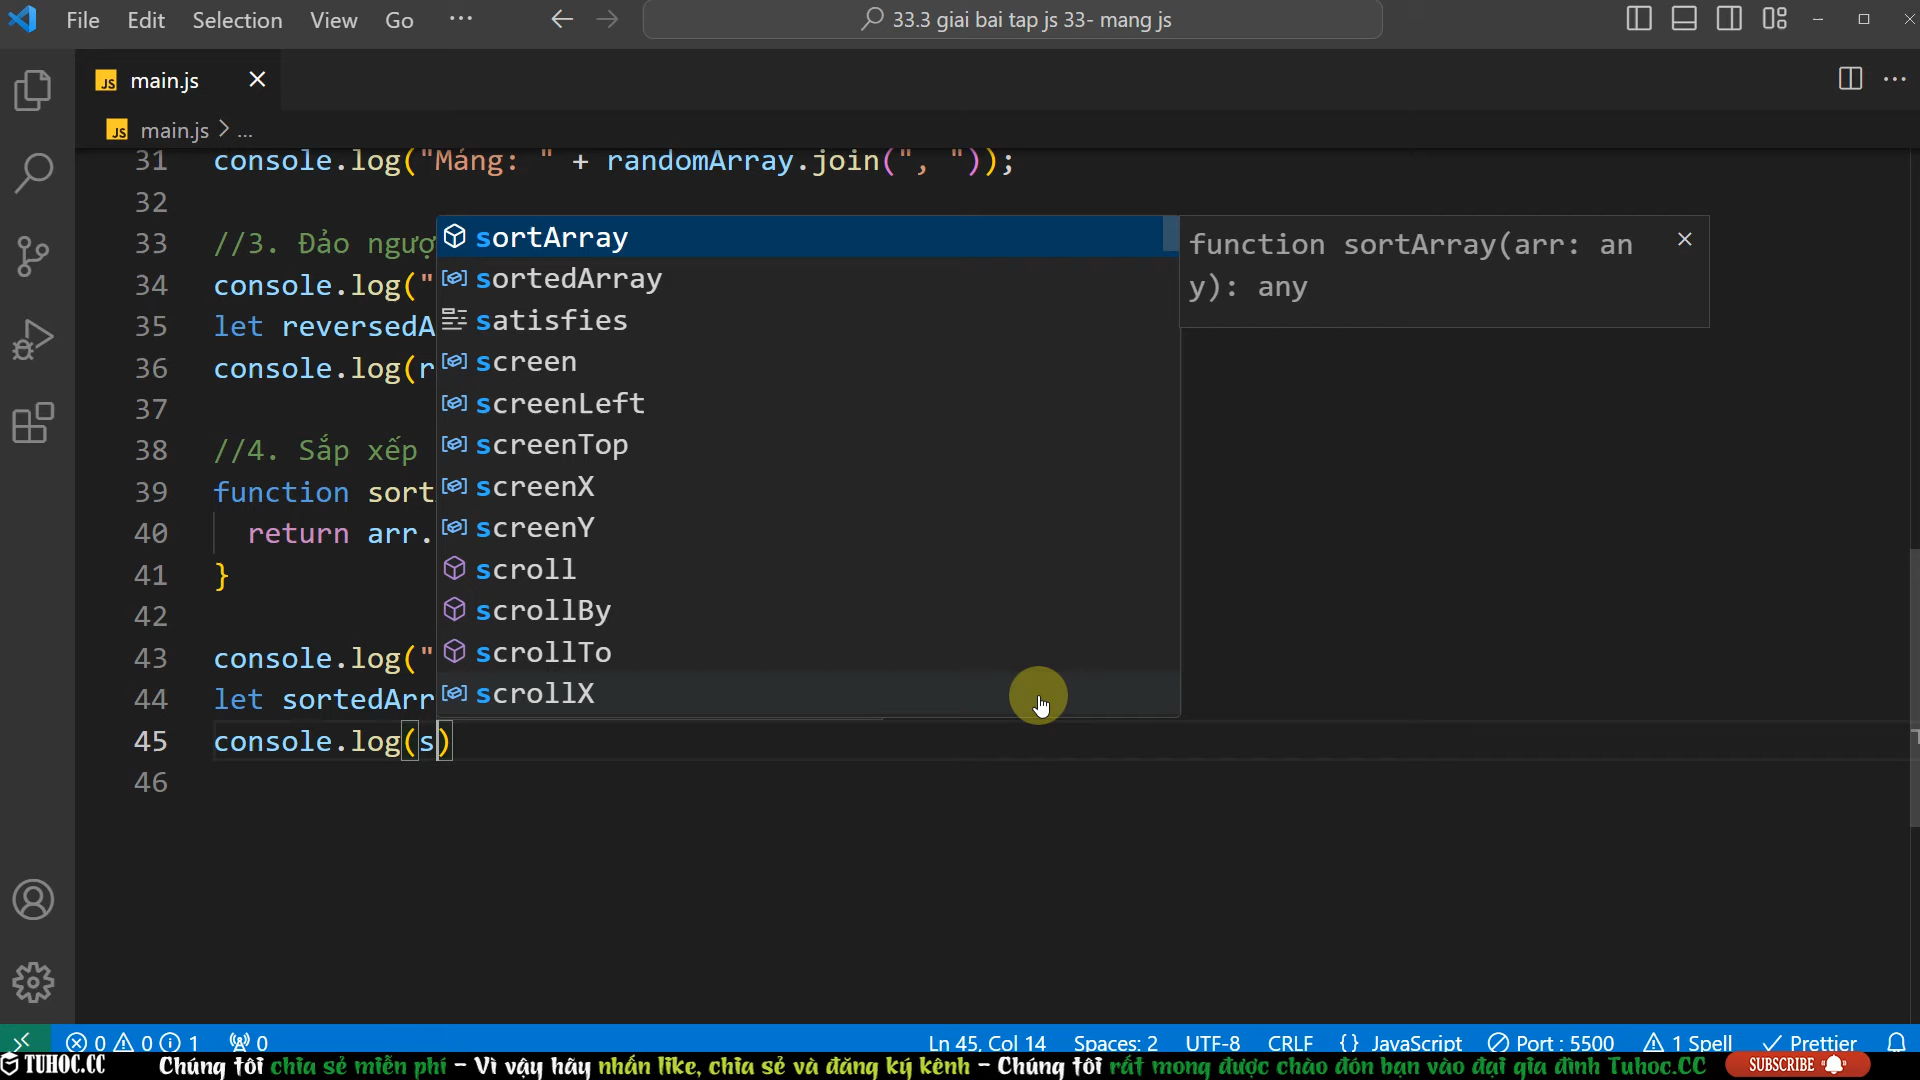 File Edit Selection View Go ··· 33.3 giai bai tap js 33- mang js
JS main.js
JS main.js > ...
31 console.log("Mảng: " + randomArray.join(", "));
32
33 //3. Đảo ngượ
34 console.log("
35 let reversedA
36 console.log(r
37
38 //4. Sắp xếp
39 function sort
40 return arr.
41 }
42
43 console.log("
44 let sortedArr
45 console.log(s)
46
sortArray
sortedArray
satisfies
screen
screenLeft
screenTop
screenX
screenY
scroll
scrollBy
scrollTo
scrollX
function sortArray(arr: an
y): any
0 0 1 0 Ln 45, Col 14 Spaces: 2 UTF-8 CRLF {} JavaScript Port : 5500 1 Spell Prettier
TUHOC.CC Chúng tôi chia sẻ miễn phí - Vì vậy hãy nhấn like, chia sẻ và đăng ký kênh - Chúng tôi rất mong được chào đón bạn vào đại gia đình Tuhoc.CC SUBSCRIBE